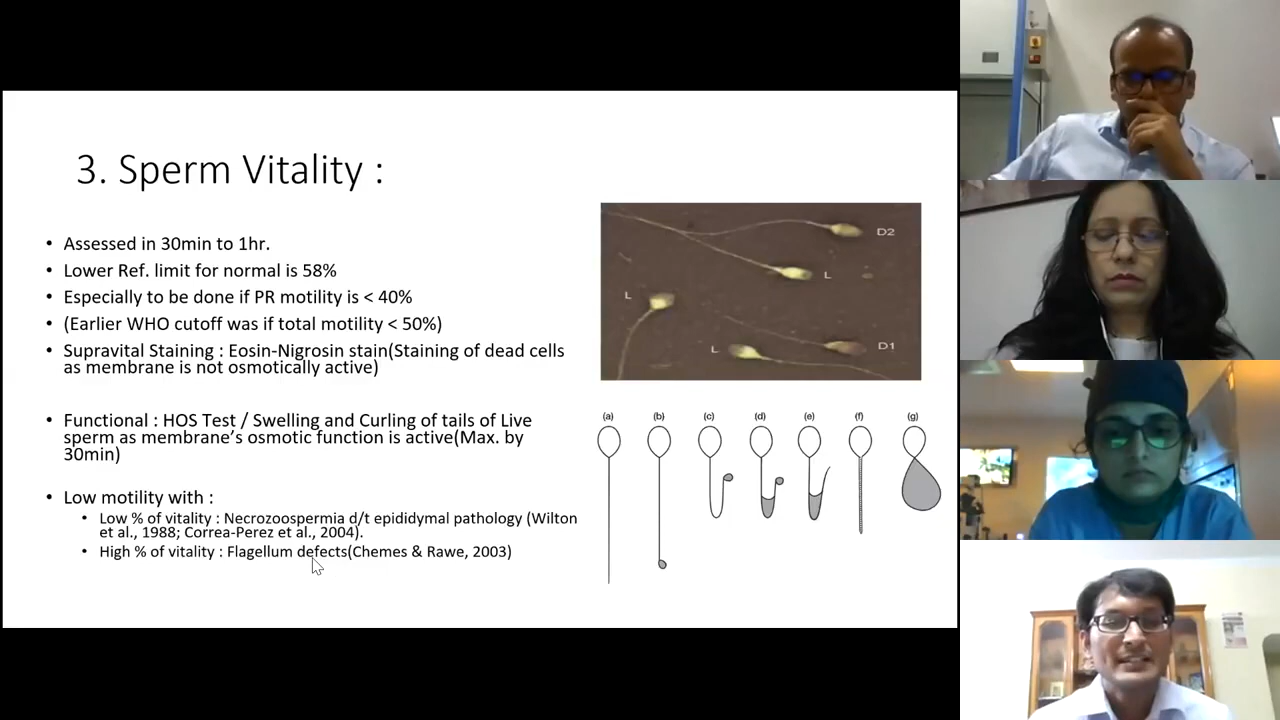 3. Sperm Vitality :
• Assessed in 30min to 1hr.
• Lower Ref. limit for normal is 58%
• Especially to be done if PR motility is < 40%
• (Earlier WHO cutoff was if total motility < 50%)
• Supravital Staining : Eosin-Nigrosin stain(Staining of dead cells
as membrane is not osmotically active)
• Functional : HOS Test / Swelling and Curling of tails of Live
sperm as membrane's osmotic function is active(Max. by
30min)
• Low motility with :
• Low % of vitality : Necrozoospermia d/t epididymal pathology (Wilton
et al., 1988; Correa-Perez et al., 2004).
• High % of vitality : Flagellum defects(Chemes & Rawe, 2003)
D2
L
L
L
D1
(a) (b) (c) (d) (e) (f) (g)